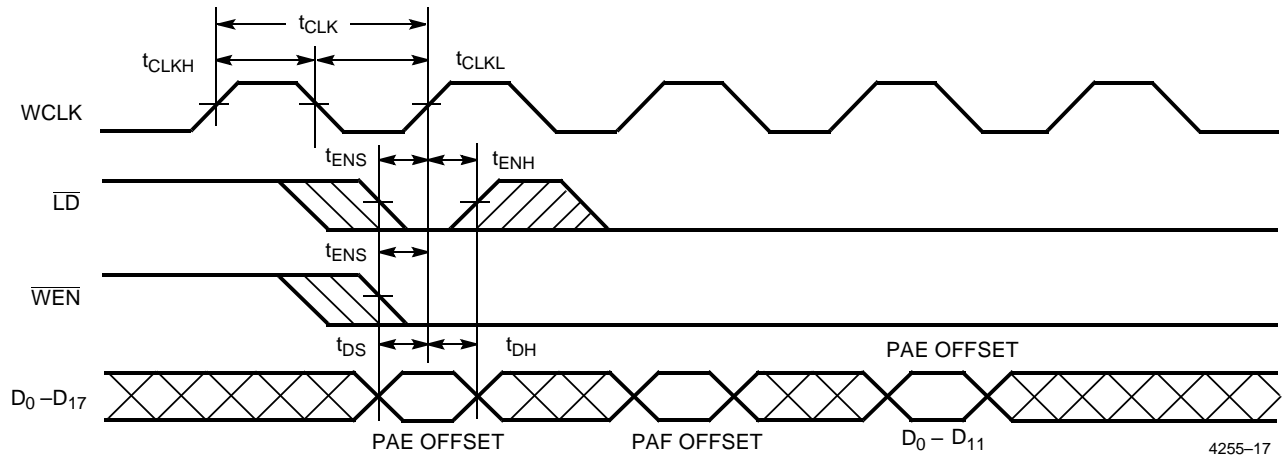 tCLK
tCLKH
tCLKL
WCLK
tENS
tENH
LD
tENS
WEN
tDS
tDH
PAE OFFSET
D0 –D17
PAE OFFSET
PAF OFFSET
D0 – D11
4255–17